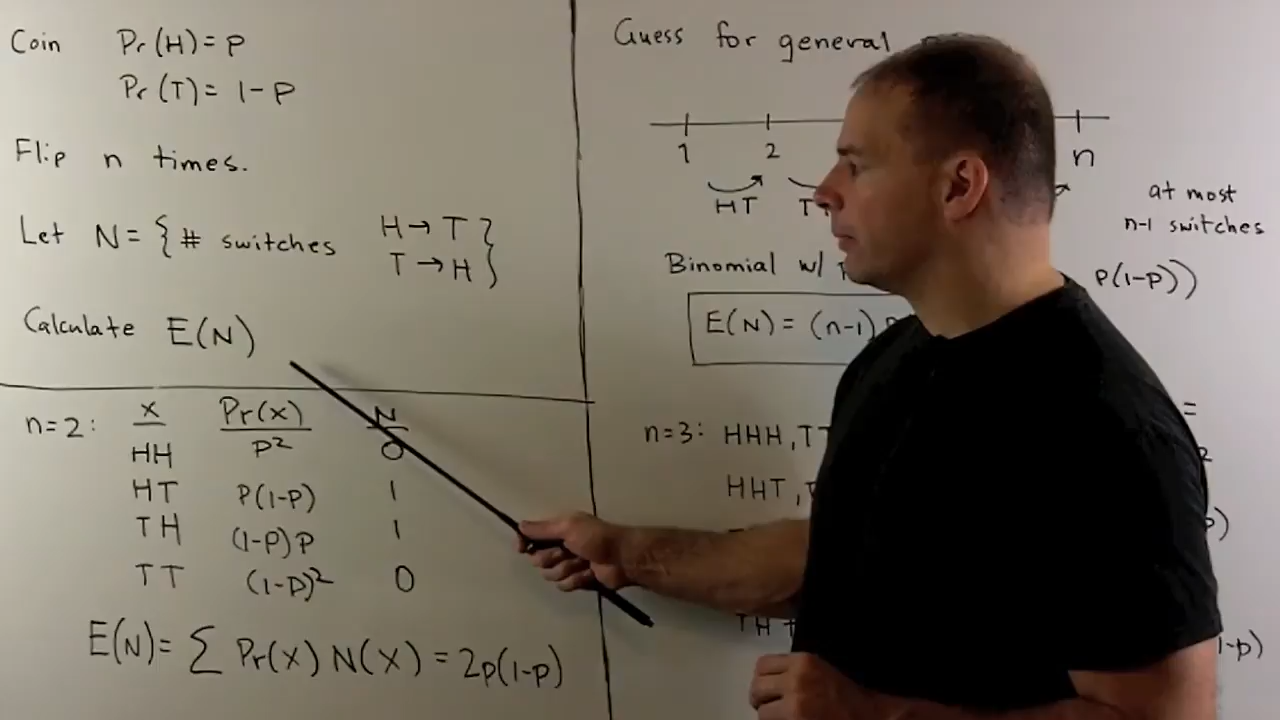 Coin Pr(H) = p
Pr(T) = 1-p
Flip n times.
Let N = { # switches H→T
T→H }
Calculate E(N)
n=2: x Pr(x) N
HH p² 0
HT p(1-p) 1
TH (1-p)p 1
TT (1-p)² 0
E(N) = ∑ Pr(x) N(x) = 2p(1-p)
Guess for general
1 2 n
HT T
at most
n-1 switches
Binomial w/ p(1-p))
E(N) = (n-1)
n=3: HHH, T
HHT,
TH
1-p)